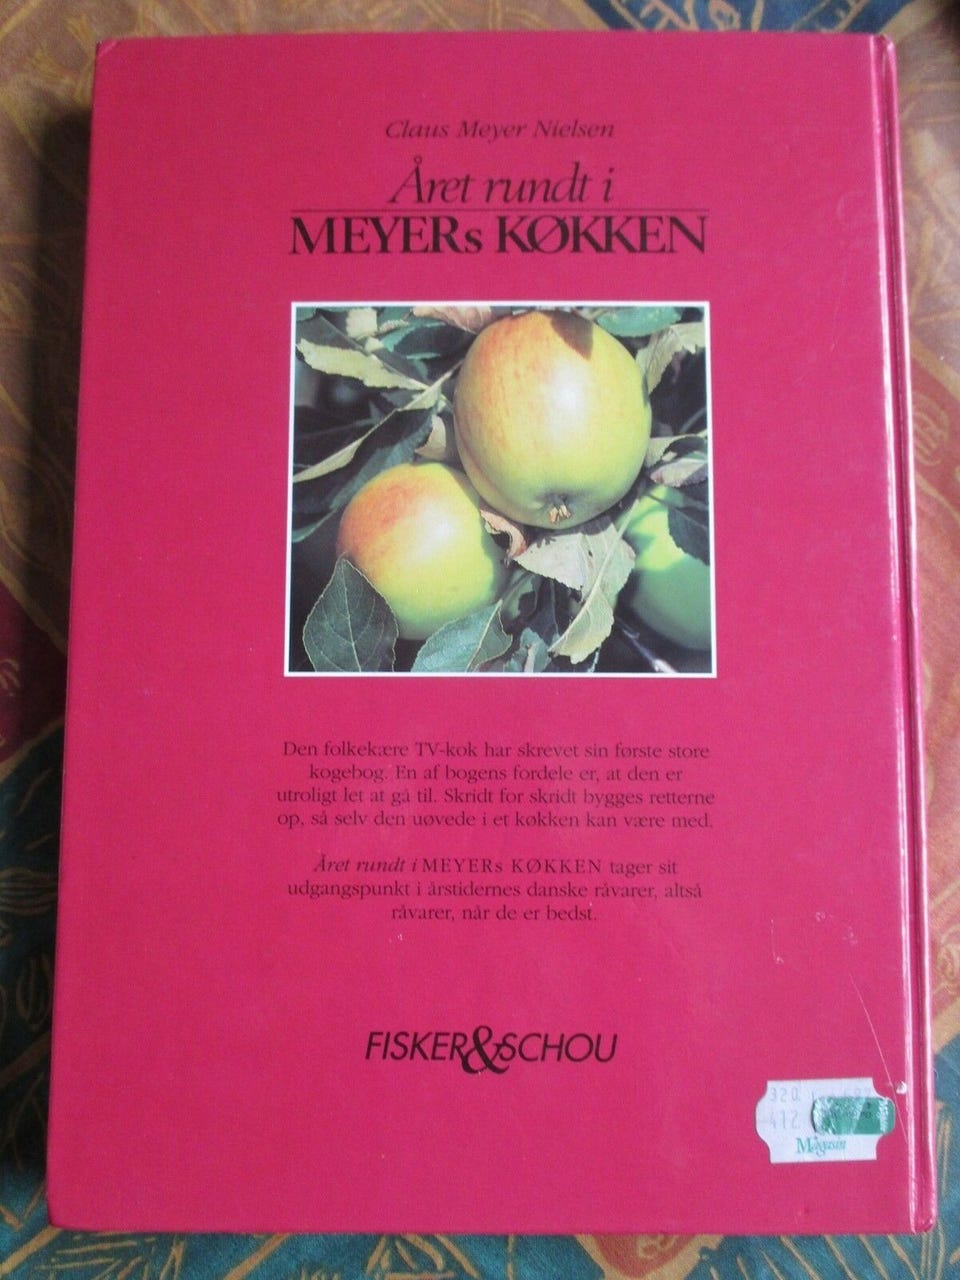 Claus Meyer Nielsen
Året rundt i
MEYERs KØKKEN
Den folkekære TV-kok har skrevet sin første store
kogebog. En af bogens fordele er, at den er
utroligt let at gå til. Skridt for skridt bygges retterne
op, så selv den uøvede i et køkken kan være med.
Året rundt i MEYERs KØKKEN tager sit
udgangspunkt i årstidernes danske råvarer, altså
råvarer, når de er bedst.
FISKER&SCHOU
320
412
Magasin